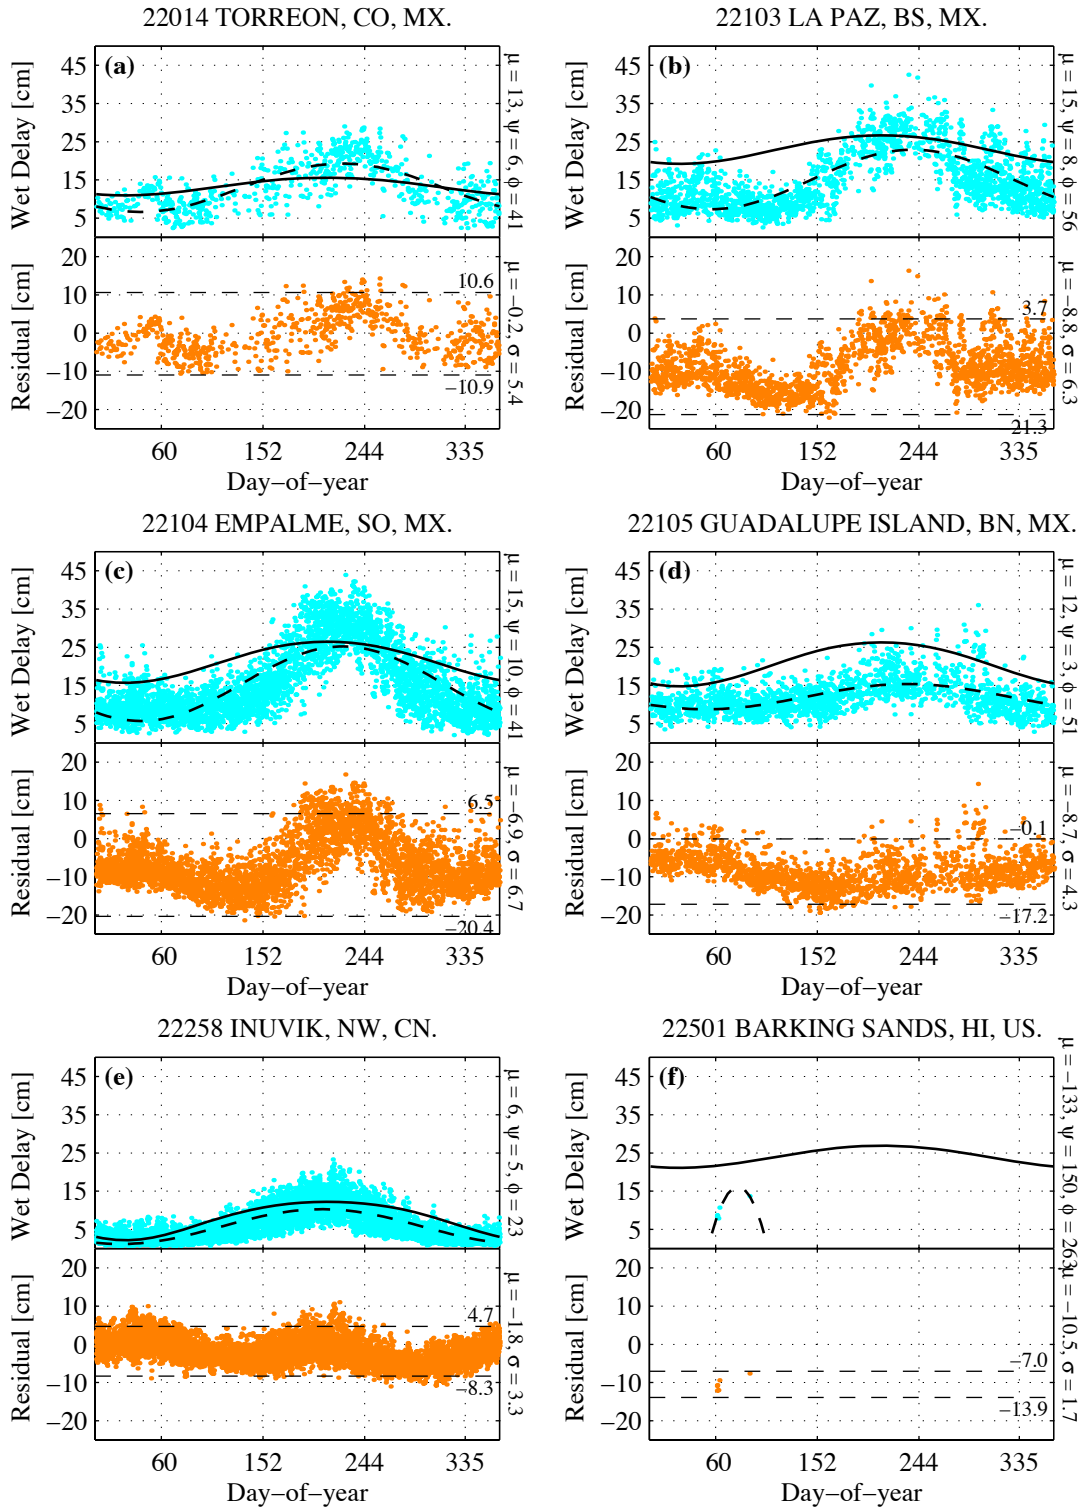 22014 TORREON, CO, MX.
(a)
Wet Delay [cm]
45
35
25
15
5
μ = 13, ψ = 6, ϕ = 41
Residual [cm]
20
10
0
−10
−20
10.6
−10.9
μ = −0.2, σ = 5.4
60 152 244 335
Day−of−year
22103 LA PAZ, BS, MX.
(b)
Wet Delay [cm]
45
35
25
15
5
μ = 15, ψ = 8, ϕ = 56
Residual [cm]
20
10
0
−10
−20
3.7
−21.3
μ = −8.8, σ = 6.3
60 152 244 335
Day−of−year
22104 EMPALME, SO, MX.
(c)
Wet Delay [cm]
45
35
25
15
5
μ = 15, ψ = 10, ϕ = 41
Residual [cm]
20
10
0
−10
−20
6.5
−20.4
μ = −6.9, σ = 6.7
60 152 244 335
Day−of−year
22105 GUADALUPE ISLAND, BN, MX.
(d)
Wet Delay [cm]
45
35
25
15
5
μ = 12, ψ = 3, ϕ = 51
Residual [cm]
20
10
0
−10
−20
−0.1
−17.2
μ = −8.7, σ = 4.3
60 152 244 335
Day−of−year
22258 INUVIK, NW, CN.
(e)
Wet Delay [cm]
45
35
25
15
5
μ = 6, ψ = 5, ϕ = 23
Residual [cm]
20
10
0
−10
−20
4.7
−8.3
μ = −1.8, σ = 3.3
60 152 244 335
Day−of−year
22501 BARKING SANDS, HI, US.
(f)
Wet Delay [cm]
45
35
25
15
5
μ = −133, ψ = 150, ϕ = 263
Residual [cm]
20
10
0
−10
−20
−7.0
−13.9
μ = −10.5, σ = 1.7
60 152 244 335
Day−of−year